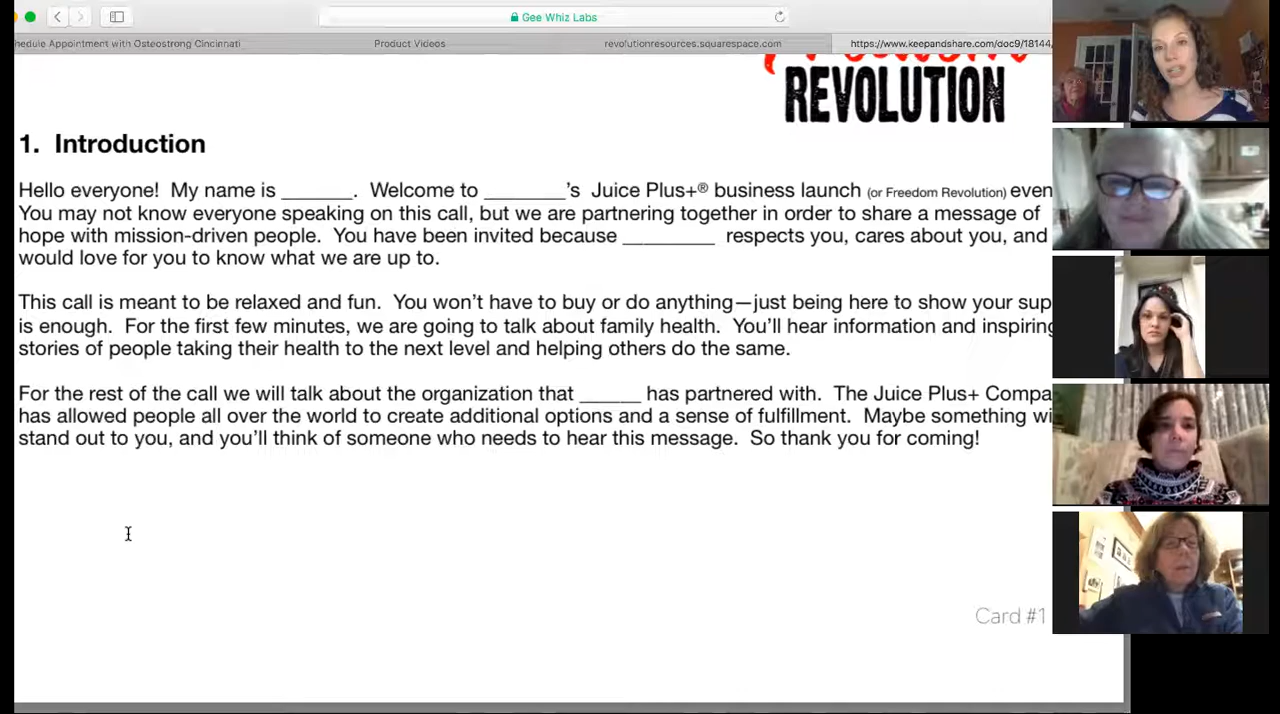 Gee Whiz Labs
hedule Appointment with Osteostrong Cincinnati
Product Videos
revolutionresources.squarespace.com
https://www.keepandshare.com/doc9/18144/
REVOLUTION
1. Introduction
Hello everyone! My name is ______. Welcome to _______'s Juice Plus+® business launch (or Freedom Revolution) even
You may not know everyone speaking on this call, but we are partnering together in order to share a message of
hope with mission-driven people. You have been invited because ________ respects you, cares about you, and
would love for you to know what we are up to.
This call is meant to be relaxed and fun. You won't have to buy or do anything—just being here to show your sup
is enough. For the first few minutes, we are going to talk about family health. You'll hear information and inspiring
stories of people taking their health to the next level and helping others do the same.
For the rest of the call we will talk about the organization that _____ has partnered with. The Juice Plus+ Compa
has allowed people all over the world to create additional options and a sense of fulfillment. Maybe something wi
stand out to you, and you'll think of someone who needs to hear this message. So thank you for coming!
Card #1